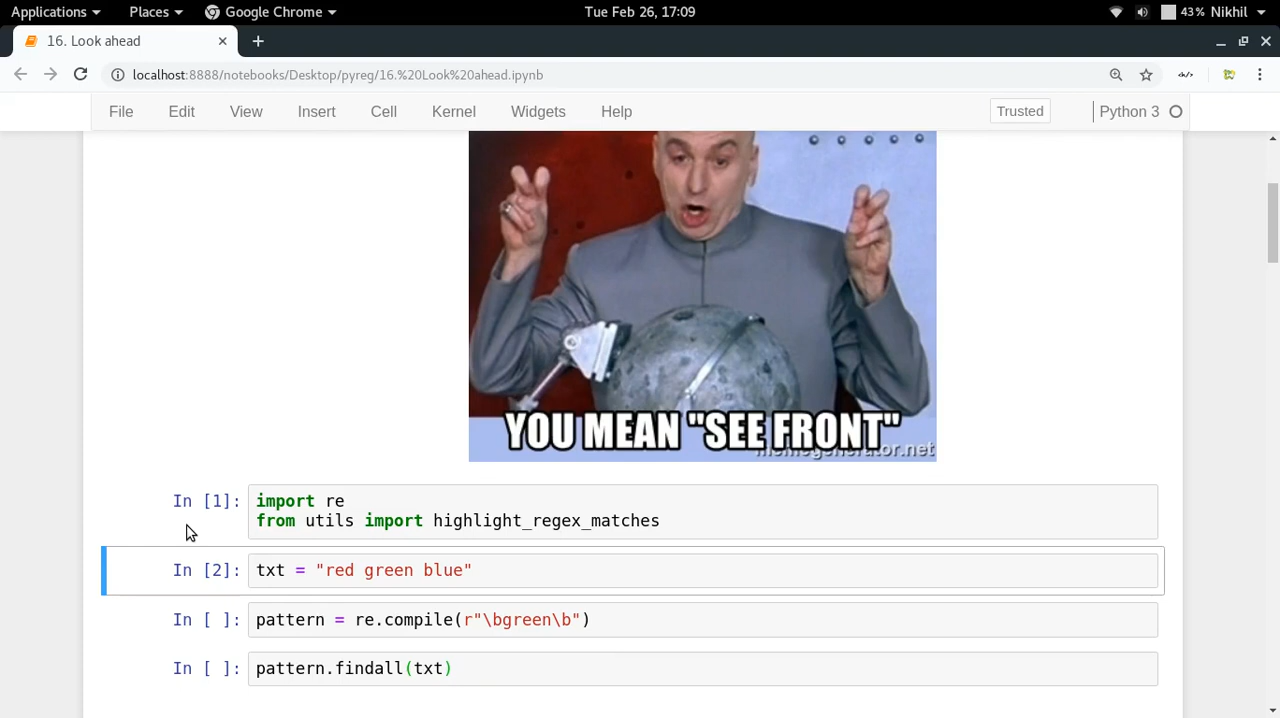 Applications Places Google Chrome Tue Feb 26, 17:09 43% Nikhil
16. Look ahead
localhost:8888/notebooks/Desktop/pyreg/16.%20Look%20ahead.ipynb
File Edit View Insert Cell Kernel Widgets Help Trusted Python 3
YOU MEAN "SEE FRONT"
memegenerator.net
In [1]: import re
from utils import highlight_regex_matches
In [2]: txt = "red green blue"
In [ ]: pattern = re.compile(r"\bgreen\b")
In [ ]: pattern.findall(txt)